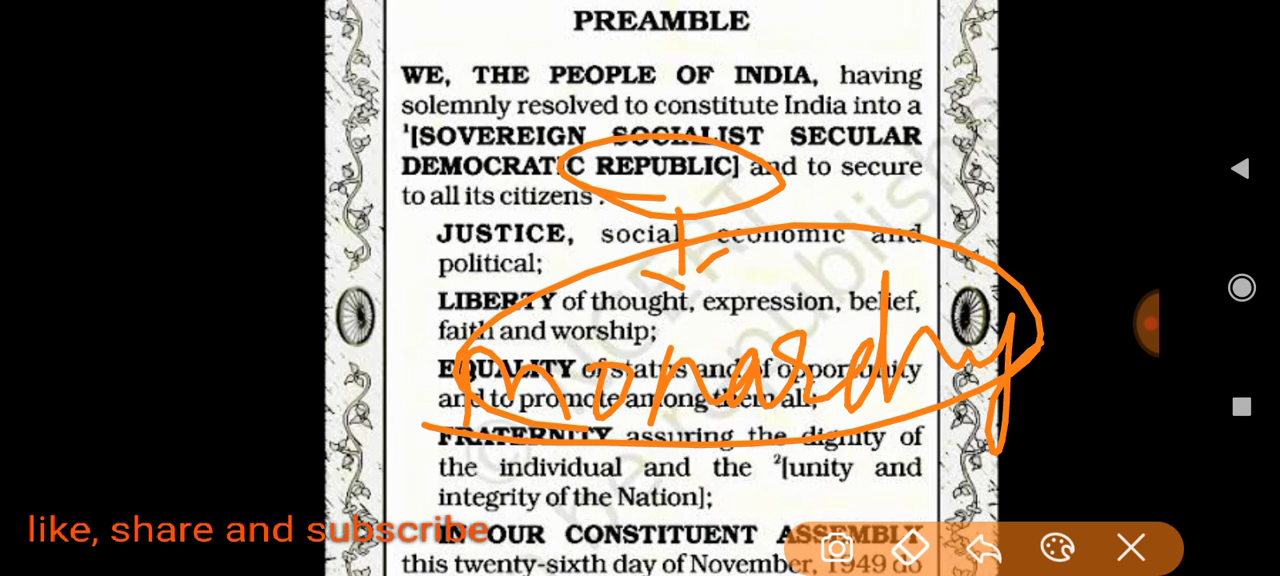 PREAMBLE
WE, THE PEOPLE OF INDIA, having
solemnly resolved to constitute India into a
¹[SOVEREIGN SOCIALIST SECULAR
DEMOCRATIC REPUBLIC] and to secure
to all its citizens :
JUSTICE, social economic and
political;
LIBERTY of thought, expression, belief,
faith and worship;
EQUALITY of status and of opportunity
and to promote among them all;
monarchy
FRATERNITY assuring the dignity of
the individual and the ²[unity and
integrity of the Nation];
IN OUR CONSTITUENT ASSEMBLY
this twenty-sixth day of November, 1949 do
like, share and subscribe
© NCERT
republish